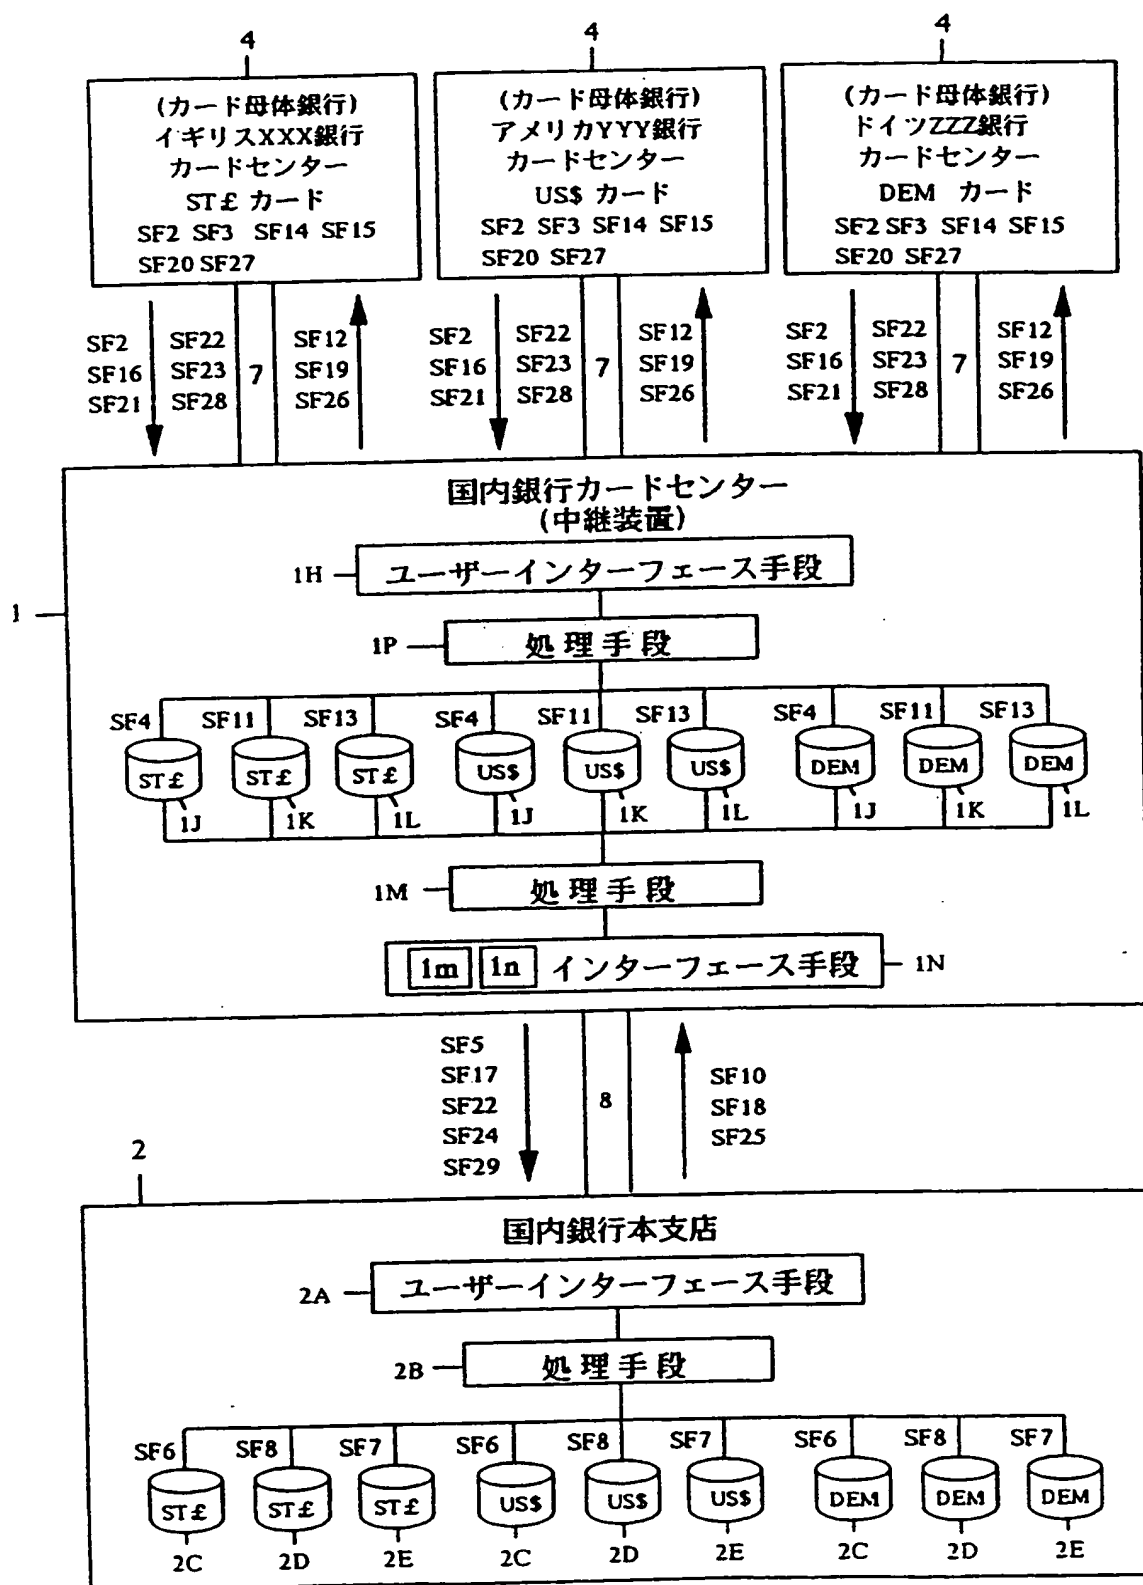 4
4
4
(カード母体銀行)
イギリスXXX銀行
カードセンター
ST£ カード
SF2 SF3 SF14 SF15
SF20 SF27
(カード母体銀行)
アメリカYYY銀行
カードセンター
US$ カード
SF2 SF3 SF14 SF15
SF20 SF27
(カード母体銀行)
ドイツZZZ銀行
カードセンター
DEM カード
SF2 SF3 SF14 SF15
SF20 SF27
SF2 SF22 SF12
SF16 SF23 7 SF19
SF21 SF28 SF26
SF2 SF22 SF12
SF16 SF23 7 SF19
SF21 SF28 SF26
SF2 SF22 SF12
SF16 SF23 7 SF19
SF21 SF28 SF26
国内銀行カードセンター
(中継装置)
1H ユーザーインターフェース手段
1
1P 処理手段
SF4 SF11 SF13 SF4 SF11 SF13 SF4 SF11 SF13
ST£ ST£ ST£ US$ US$ US$ DEM DEM DEM
1J 1K 1L 1J 1K 1L 1J 1K 1L
1M 処理手段
1m 1n インターフェース手段 1N
SF5
SF17
SF22
SF24
SF29
8
SF10
SF18
SF25
2
国内銀行本支店
2A ユーザーインターフェース手段
2B 処理手段
SF6 SF8 SF7 SF6 SF8 SF7 SF6 SF8 SF7
ST£ ST£ ST£ US$ US$ US$ DEM DEM DEM
2C 2D 2E 2C 2D 2E 2C 2D 2E